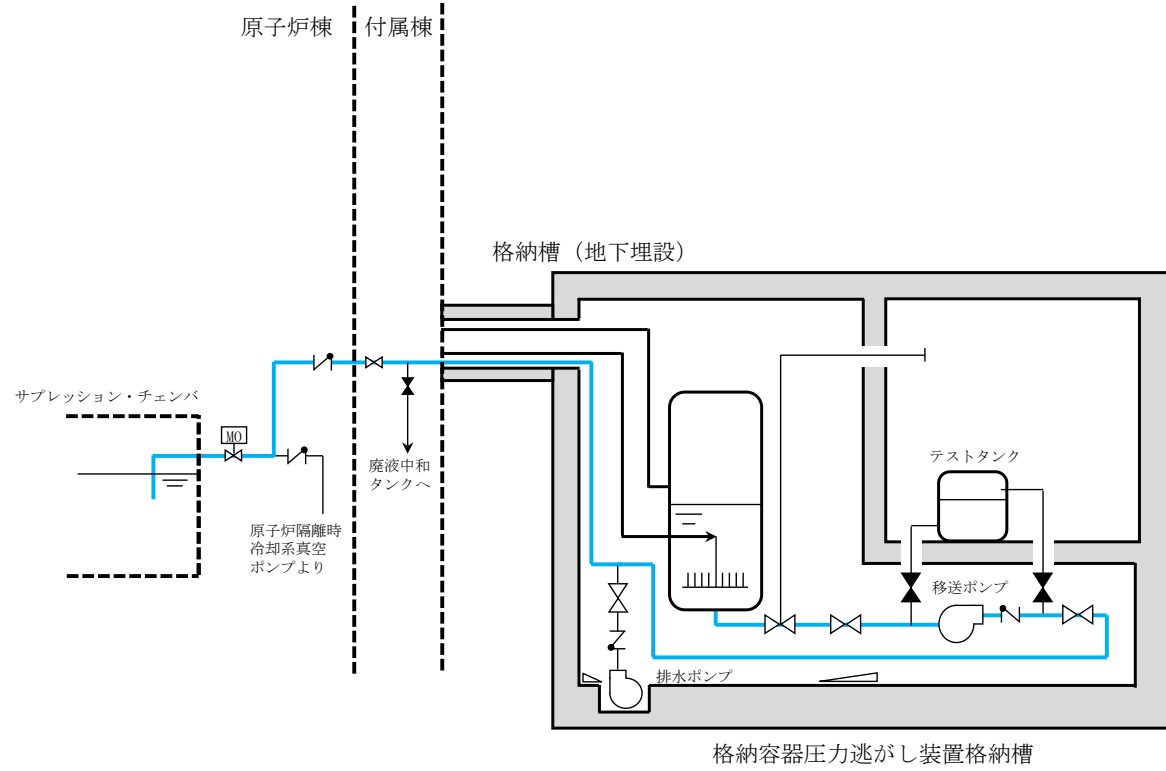 原子炉棟
付属棟
格納槽（地下埋設）
サプレッション・チェンバ
MO
廃液中和
タンクへ
テストタンク
原子炉隔離時
冷却系真空
ポンプより
移送ポンプ
排水ポンプ
格納容器圧力逃がし装置格納槽